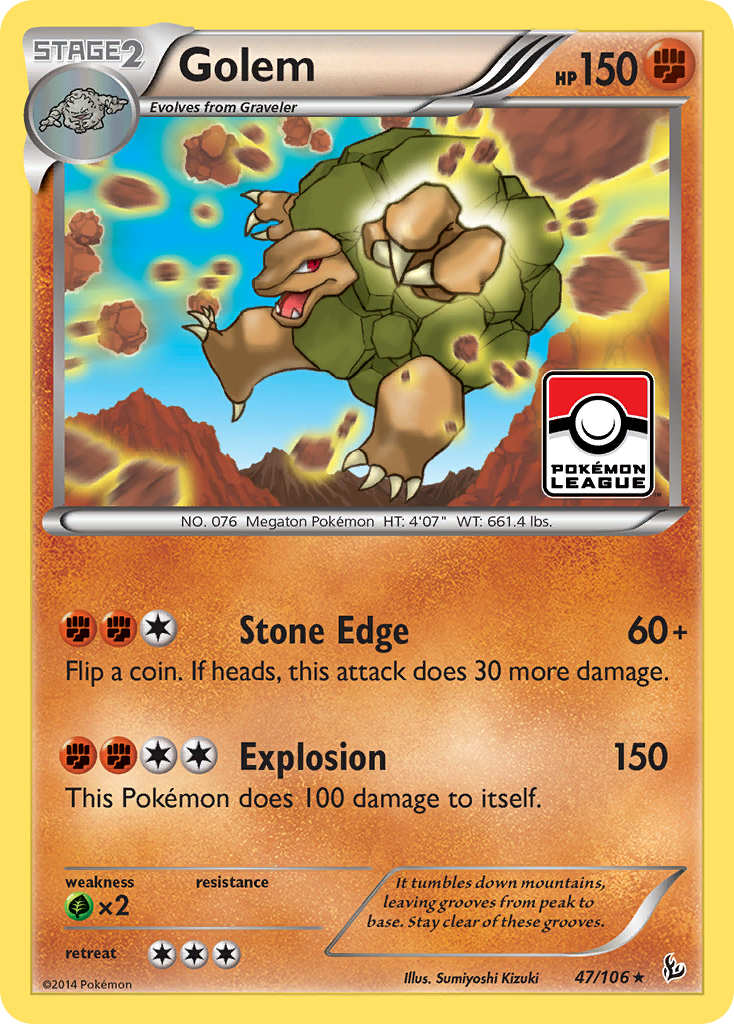 STAGE2
Golem
HP150
Evolves from Graveler
POKÉMON
LEAGUE
NO. 076 Megaton Pokémon HT: 4'07" WT: 661.4 lbs.
Stone Edge 60+
Flip a coin. If heads, this attack does 30 more damage.
Explosion 150
This Pokémon does 100 damage to itself.
weakness resistance
×2
retreat
It tumbles down mountains,
leaving grooves from peak to
base. Stay clear of these grooves.
©2014 Pokémon
Illus. Sumiyoshi Kizuki
47/106 ★